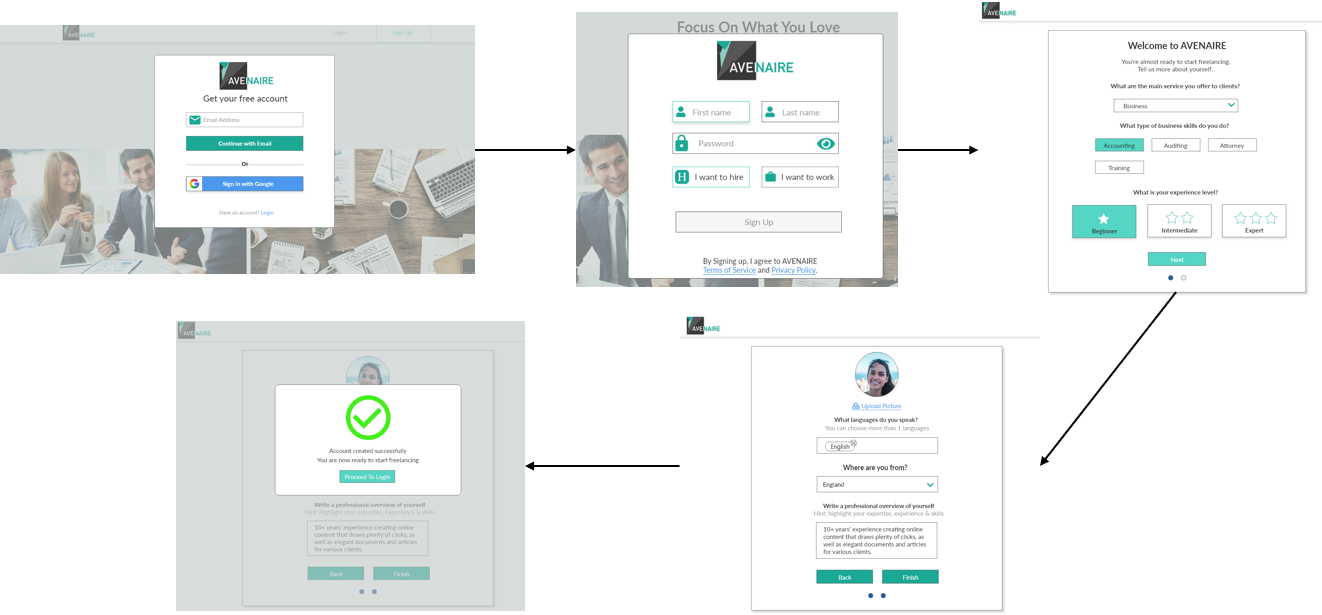 AVENAIRE
Login
Sign Up
AVENAIRE
Get your free account
Email Address
Continue with Email
Or
G Sign in with Google
Have an account? Login
NEWS
Focus On What You Love
AVENAIRE
First name
Last name
Password
H I want to hire
I want to work
Sign Up
By Signing up, I agree to AVENAIRE
Terms of Service and Privacy Policy.
AVENAIRE
Welcome to AVENAIRE
You're almost ready to start freelancing.
Tell us more about yourself.
What are the main service you offer to clients?
Business
What type of business skills do you do?
Accounting
Auditing
Attorney
Training
What is your experience level?
Beginner
Intermediate
Expert
Next
AVENAIRE
Upload Picture
What languages do you speak?
You can choose more than 1 languages
English
Where are you from?
England
Write a professional overview of yourself
Hint: highlight your expertise, experience & skills
10+ years' experience creating online
content that draws plenty of clicks, as
well as elegant documents and articles
for various clients.
Back
Finish
AVENAIRE
Account created successfully
You are now ready to start freelancing
Proceed To Login
Write a professional overview of yourself
Hint: highlight your expertise, experience & skills
10+ years' experience creating online
content that draws plenty of clicks, as
well as elegant documents and articles
for various clients.
Back
Finish